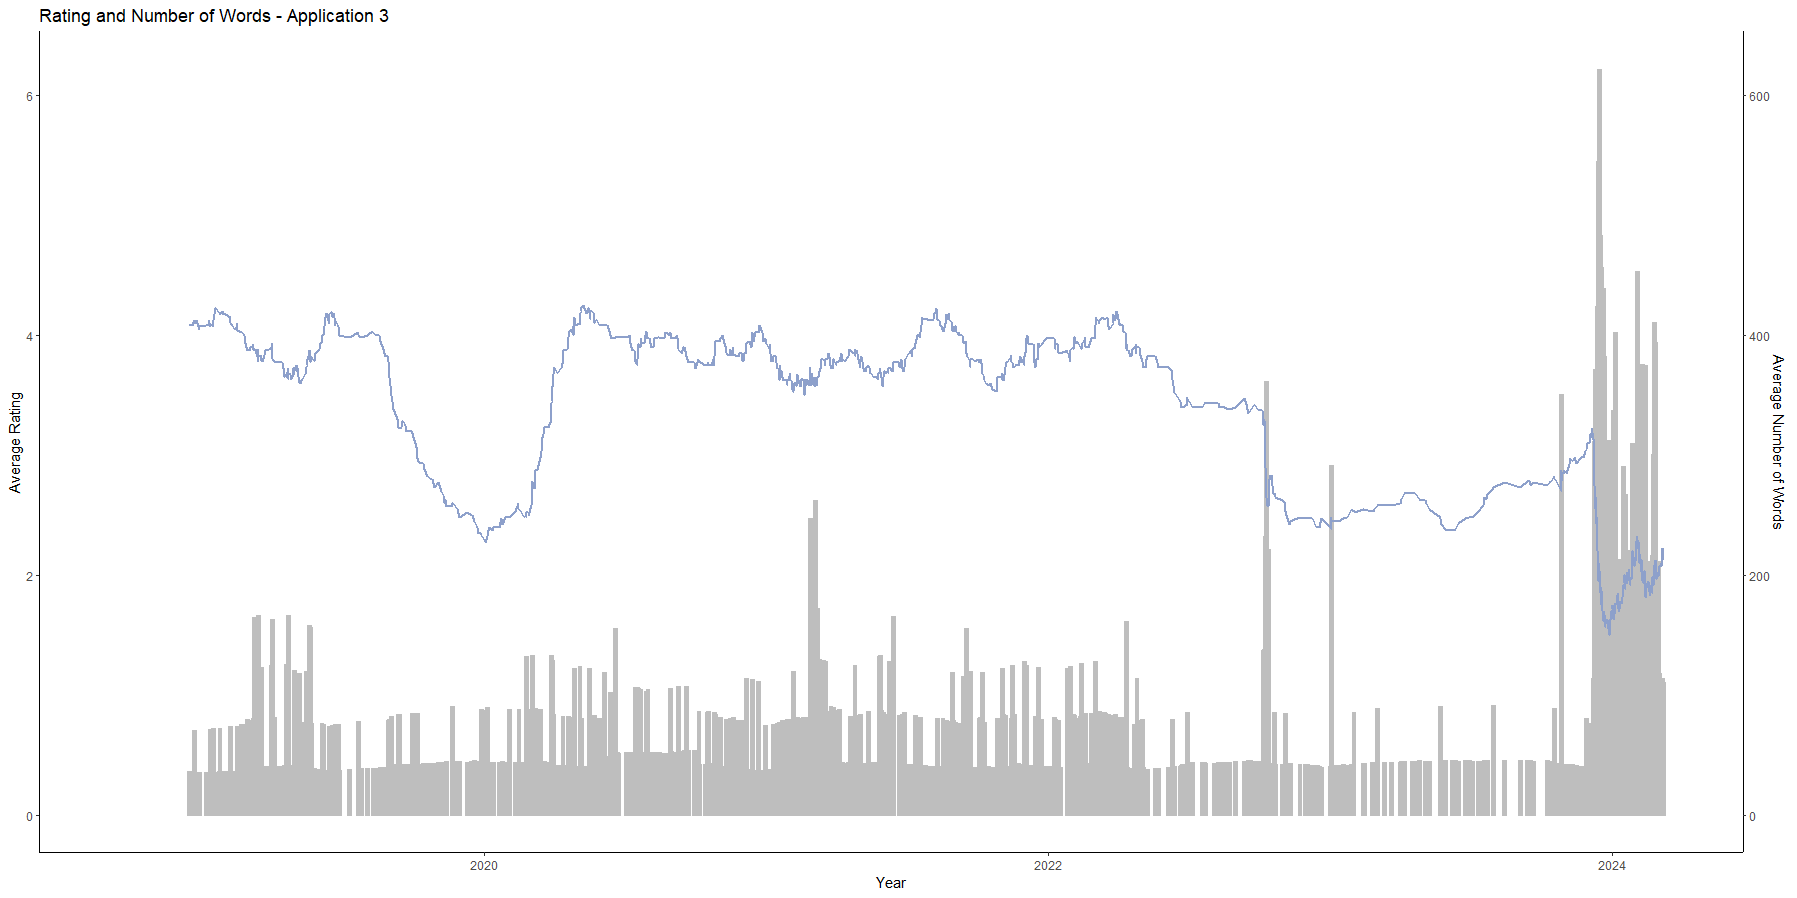 Rating and Number of Words - Application 3
6
4
2
0
Average Rating
600
400
200
0
Average Number of Words
2020
2022
2024
Year